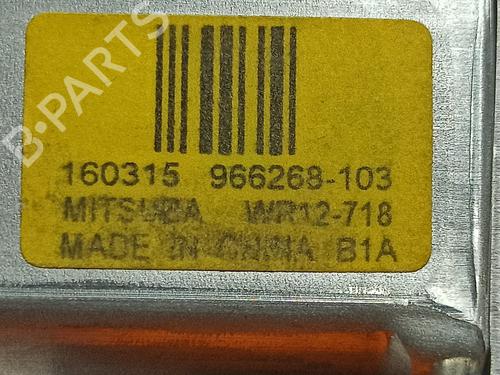 B-PARTS
160315 966268-103
MITSUBA WR12-718
MADE IN CHINA B1A